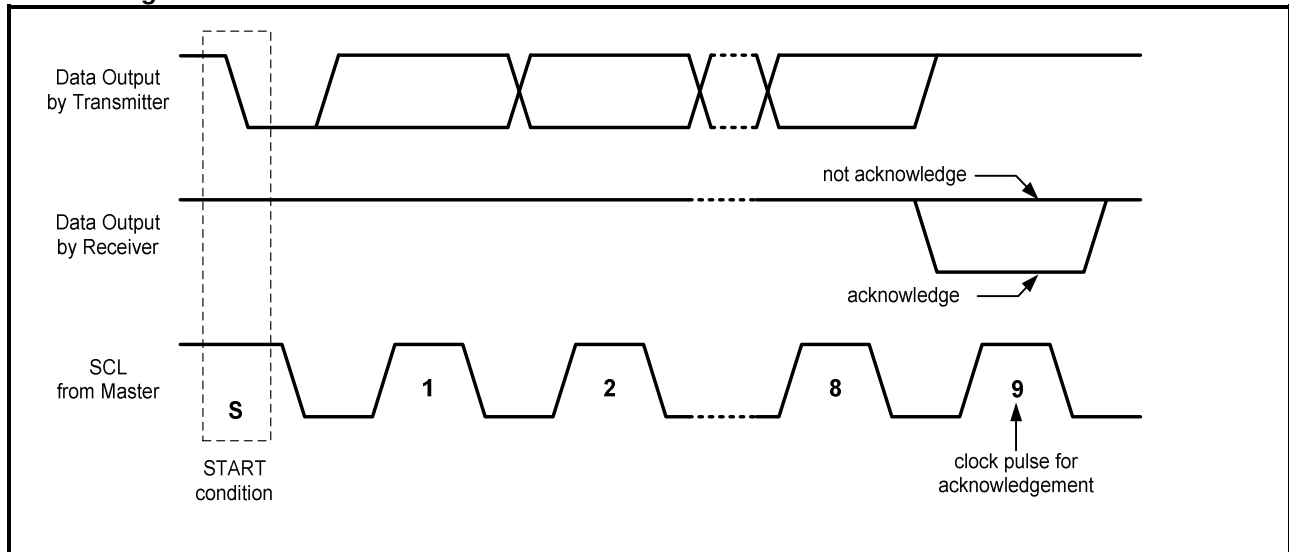 Data Output
by Transmitter
not acknowledge
Data Output
by Receiver
acknowledge
SCL
from Master
S
1
2
8
9
START
condition
clock pulse for
acknowledgement